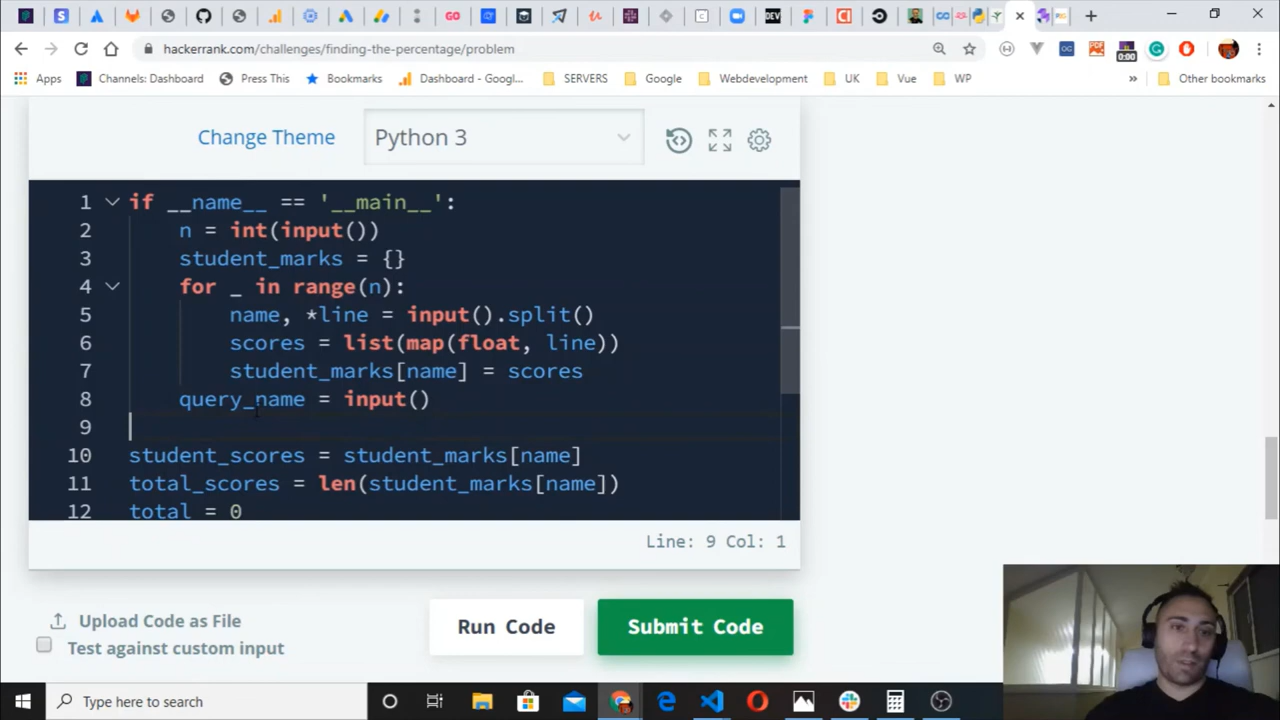 GO
DEV
hackerrank.com/challenges/finding-the-percentage/problem
0:00
Apps
Channels: Dashboard
Press This
Bookmarks
Dashboard - Googl...
SERVERS
Google
Webdevelopment
UK
Vue
WP
»
Other bookmarks
Change Theme
Python 3
1 if __name__ == '__main__':
2 n = int(input())
3 student_marks = {}
4 for _ in range(n):
5 name, *line = input().split()
6 scores = list(map(float, line))
7 student_marks[name] = scores
8 query_name = input()
9
10 student_scores = student_marks[name]
11 total_scores = len(student_marks[name])
12 total = 0
Line: 9 Col: 1
Upload Code as File
Test against custom input
Run Code
Submit Code
Type here to search